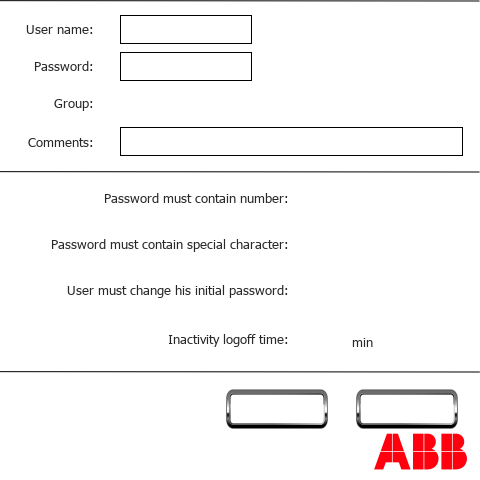 User name:
Password:
Group:
Comments:
Password must contain number:
Password must contain special character:
User must change his initial password:
Inactivity logoff time: min
ABB